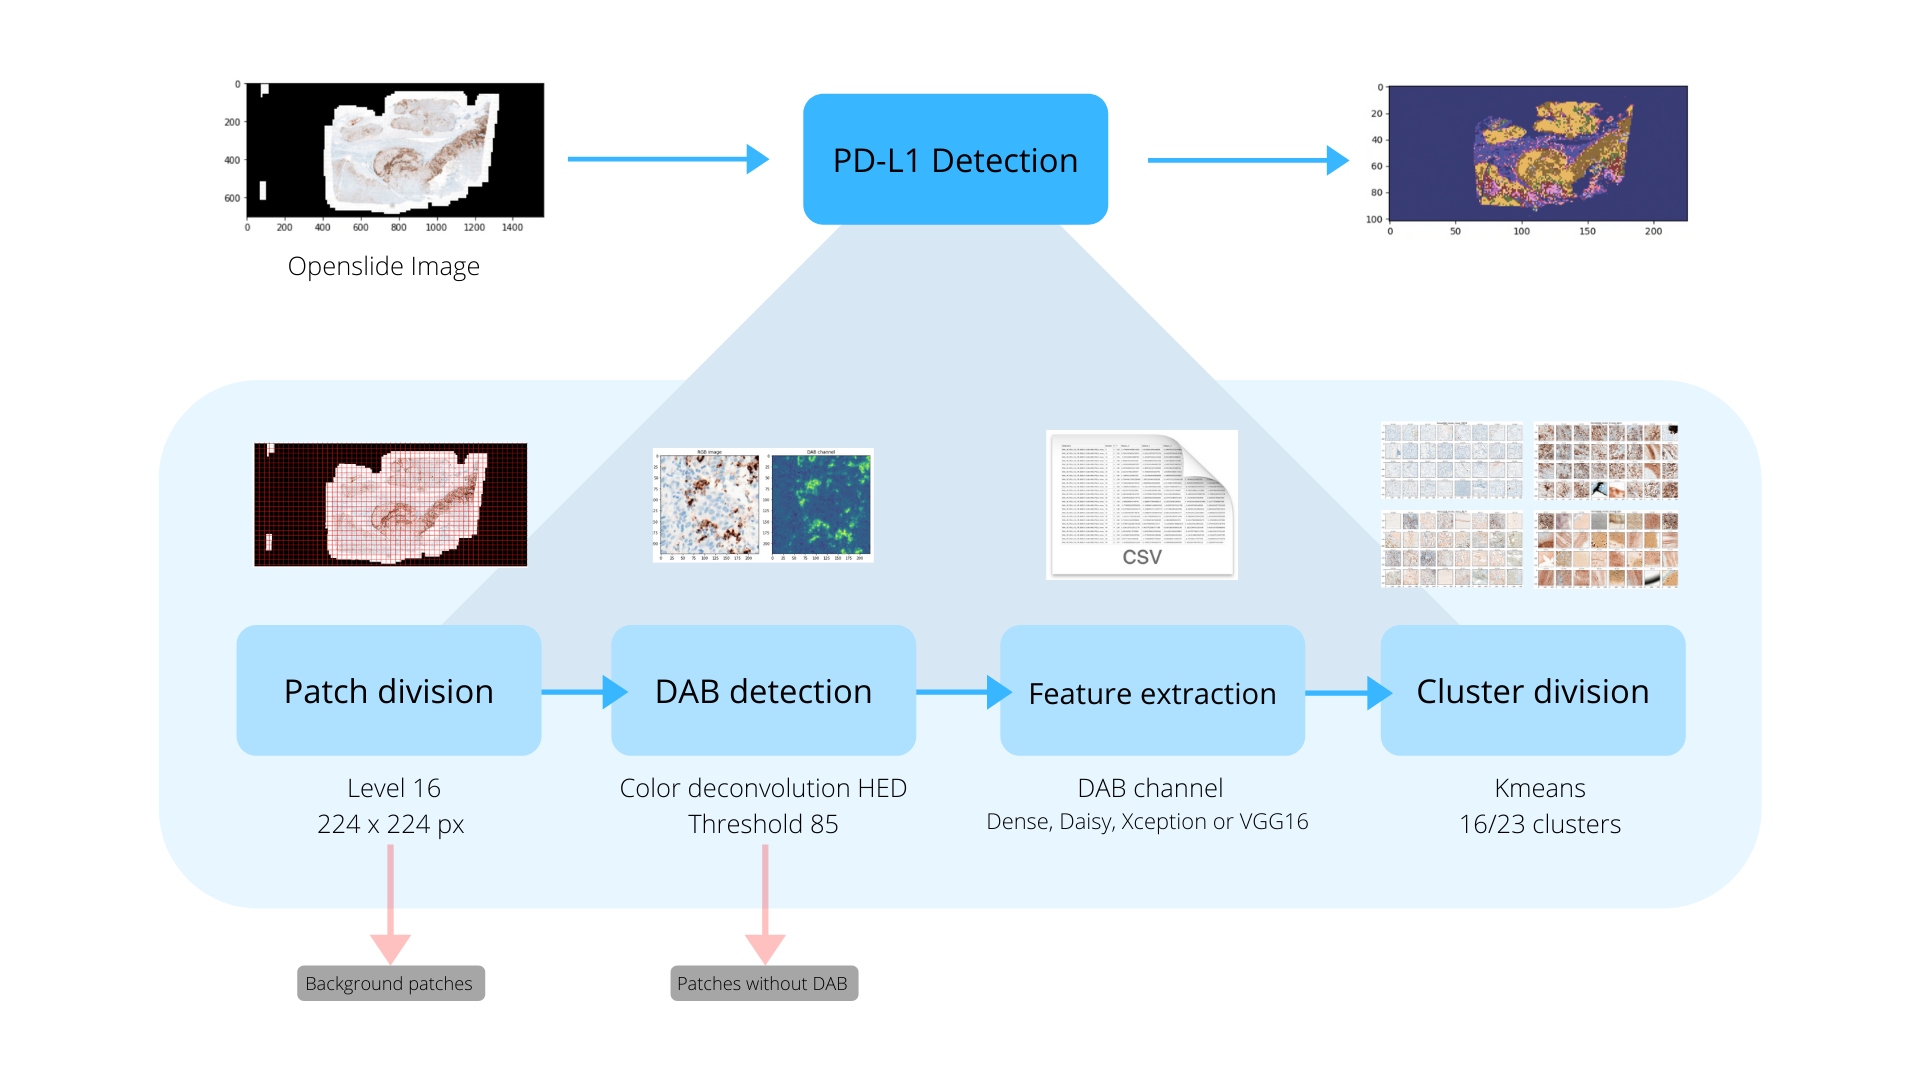 0
200
400
600
0 200 400 600 800 1000 1200 1400
Openslide Image
PD-L1 Detection
0
20
40
60
80
100
0 50 100 150 200
RGB image
DAB channel
CSV
Patch division
DAB detection
Feature extraction
Cluster division
Level 16
224 x 224 px
Color deconvolution HED
Threshold 85
DAB channel
Dense, Daisy, Xception or VGG16
Kmeans
16/23 clusters
Background patches
Patches without DAB